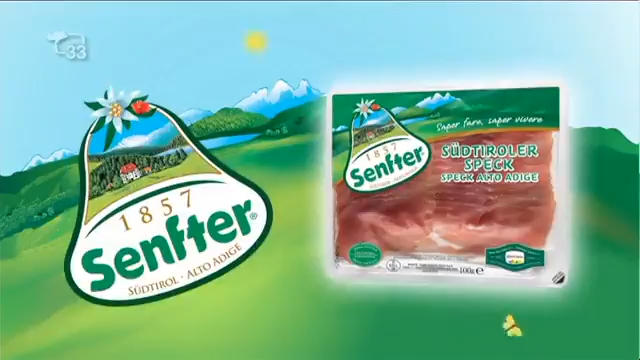 33
1857
Senfter®
SÜDTIROL · ALTO ADIGE
Saper fare, saper vivere
1857
Senfter®
SÜDTIROLER
SPECK
SPECK ALTO ADIGE
100g e